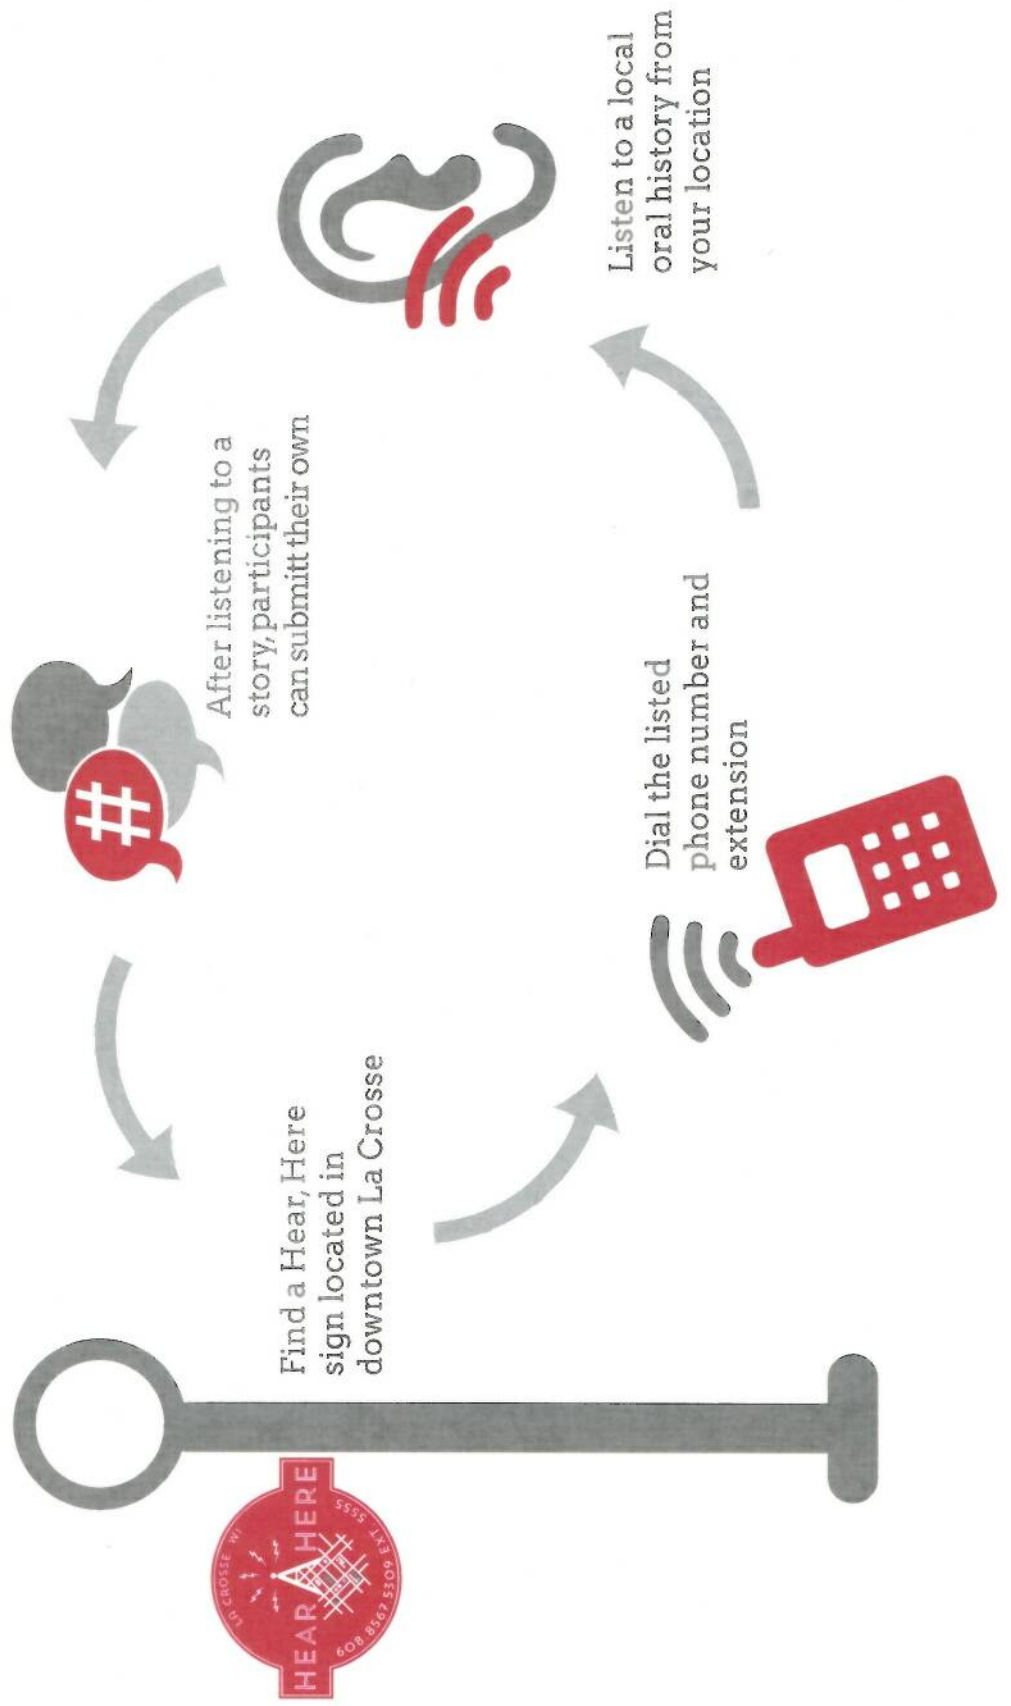 LA CROSSE WI
HEAR HERE
608 8567 5309 EXT. 5555
Find a Hear, Here
sign located in
downtown La Crosse
Dial the listed
phone number and
extension
Listen to a local
oral history from
your location
#
After listening to a
story, participants
can submitt their own